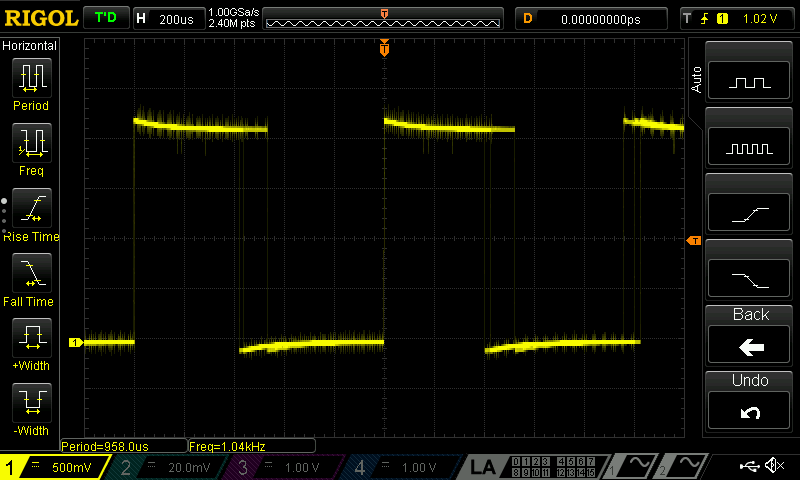 RIGOL T'D H 200us 1.00GSa/s 2.40M pts T D 0.00000000ps T 1 1.02 V
Horizontal
Period
Freq
Rise Time
Fall Time
+Width
-Width
T
T
1
Auto
Back
Undo
Period=958.0us Freq=1.04kHz
1 500mV 2 20.0mV 3 1.00 V 4 1.00 V LA 0 1 2 3 4 5 6 7 8 9 10 11 12 13 14 15 1 2